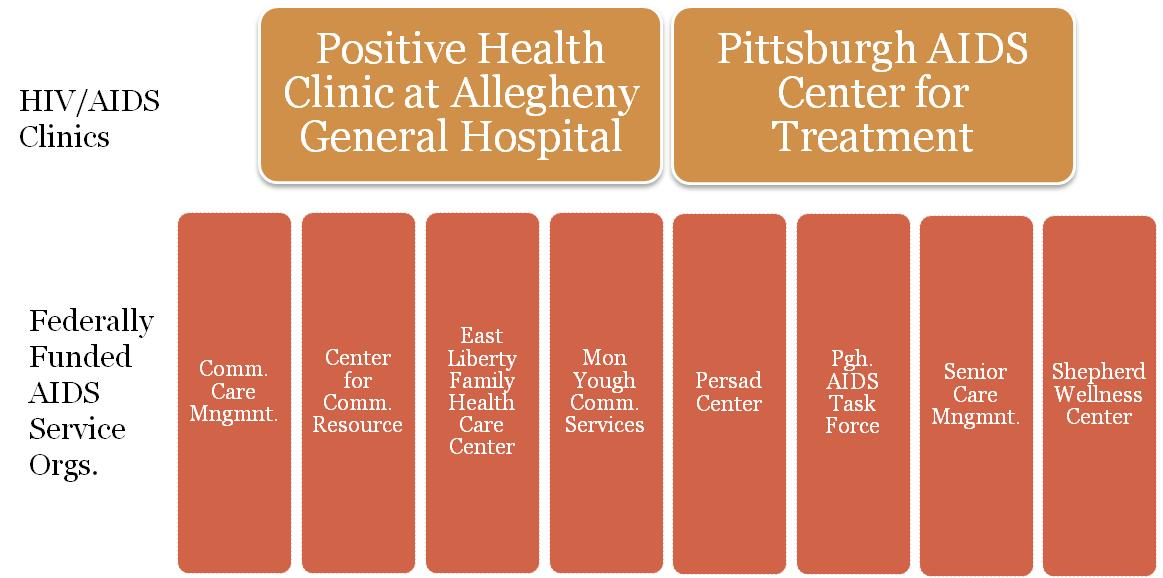 HIV/AIDS
Clinics
Positive Health
Clinic at Allegheny
General Hospital
Pittsburgh AIDS
Center for
Treatment
Federally
Funded
AIDS
Service
Orgs.
Comm.
Care
Mngmnt.
Center
for
Comm.
Resource
East
Liberty
Family
Health
Care
Center
Mon
Yough
Comm.
Services
Persad
Center
Pgh.
AIDS
Task
Force
Senior
Care
Mngmnt.
Shepherd
Wellness
Center